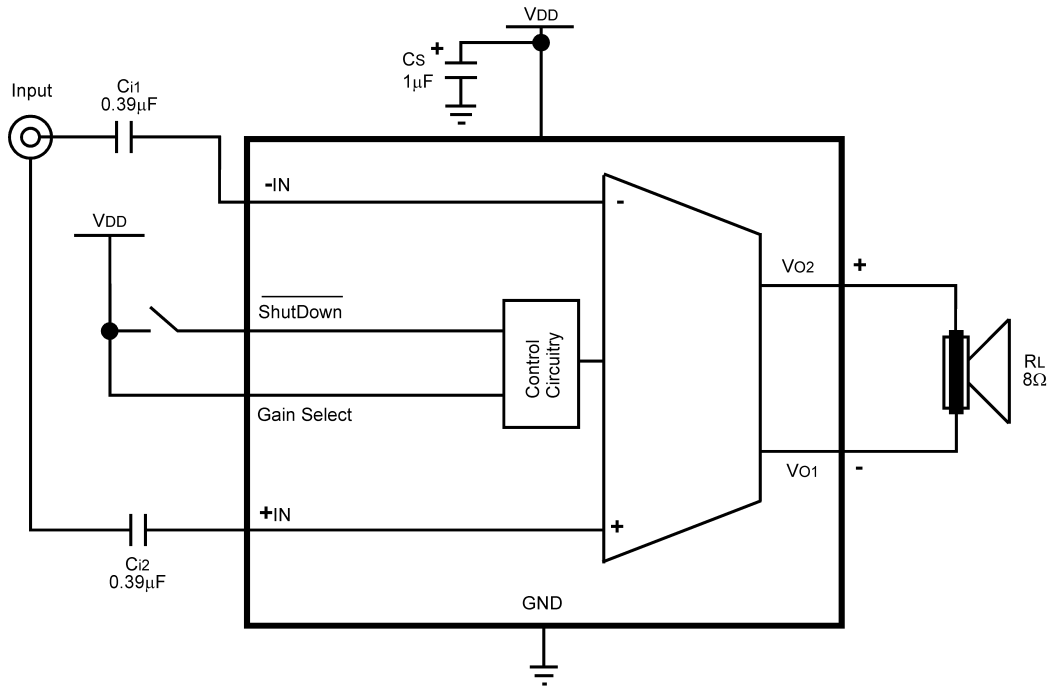 VDD
CS +
1µF
Input
Ci1
0.39µF
-IN
-
VDD
VO2 +
ShutDown
Control
Circuitry
RL
8Ω
Gain Select
VO1 -
+IN
+
Ci2
0.39µF
GND